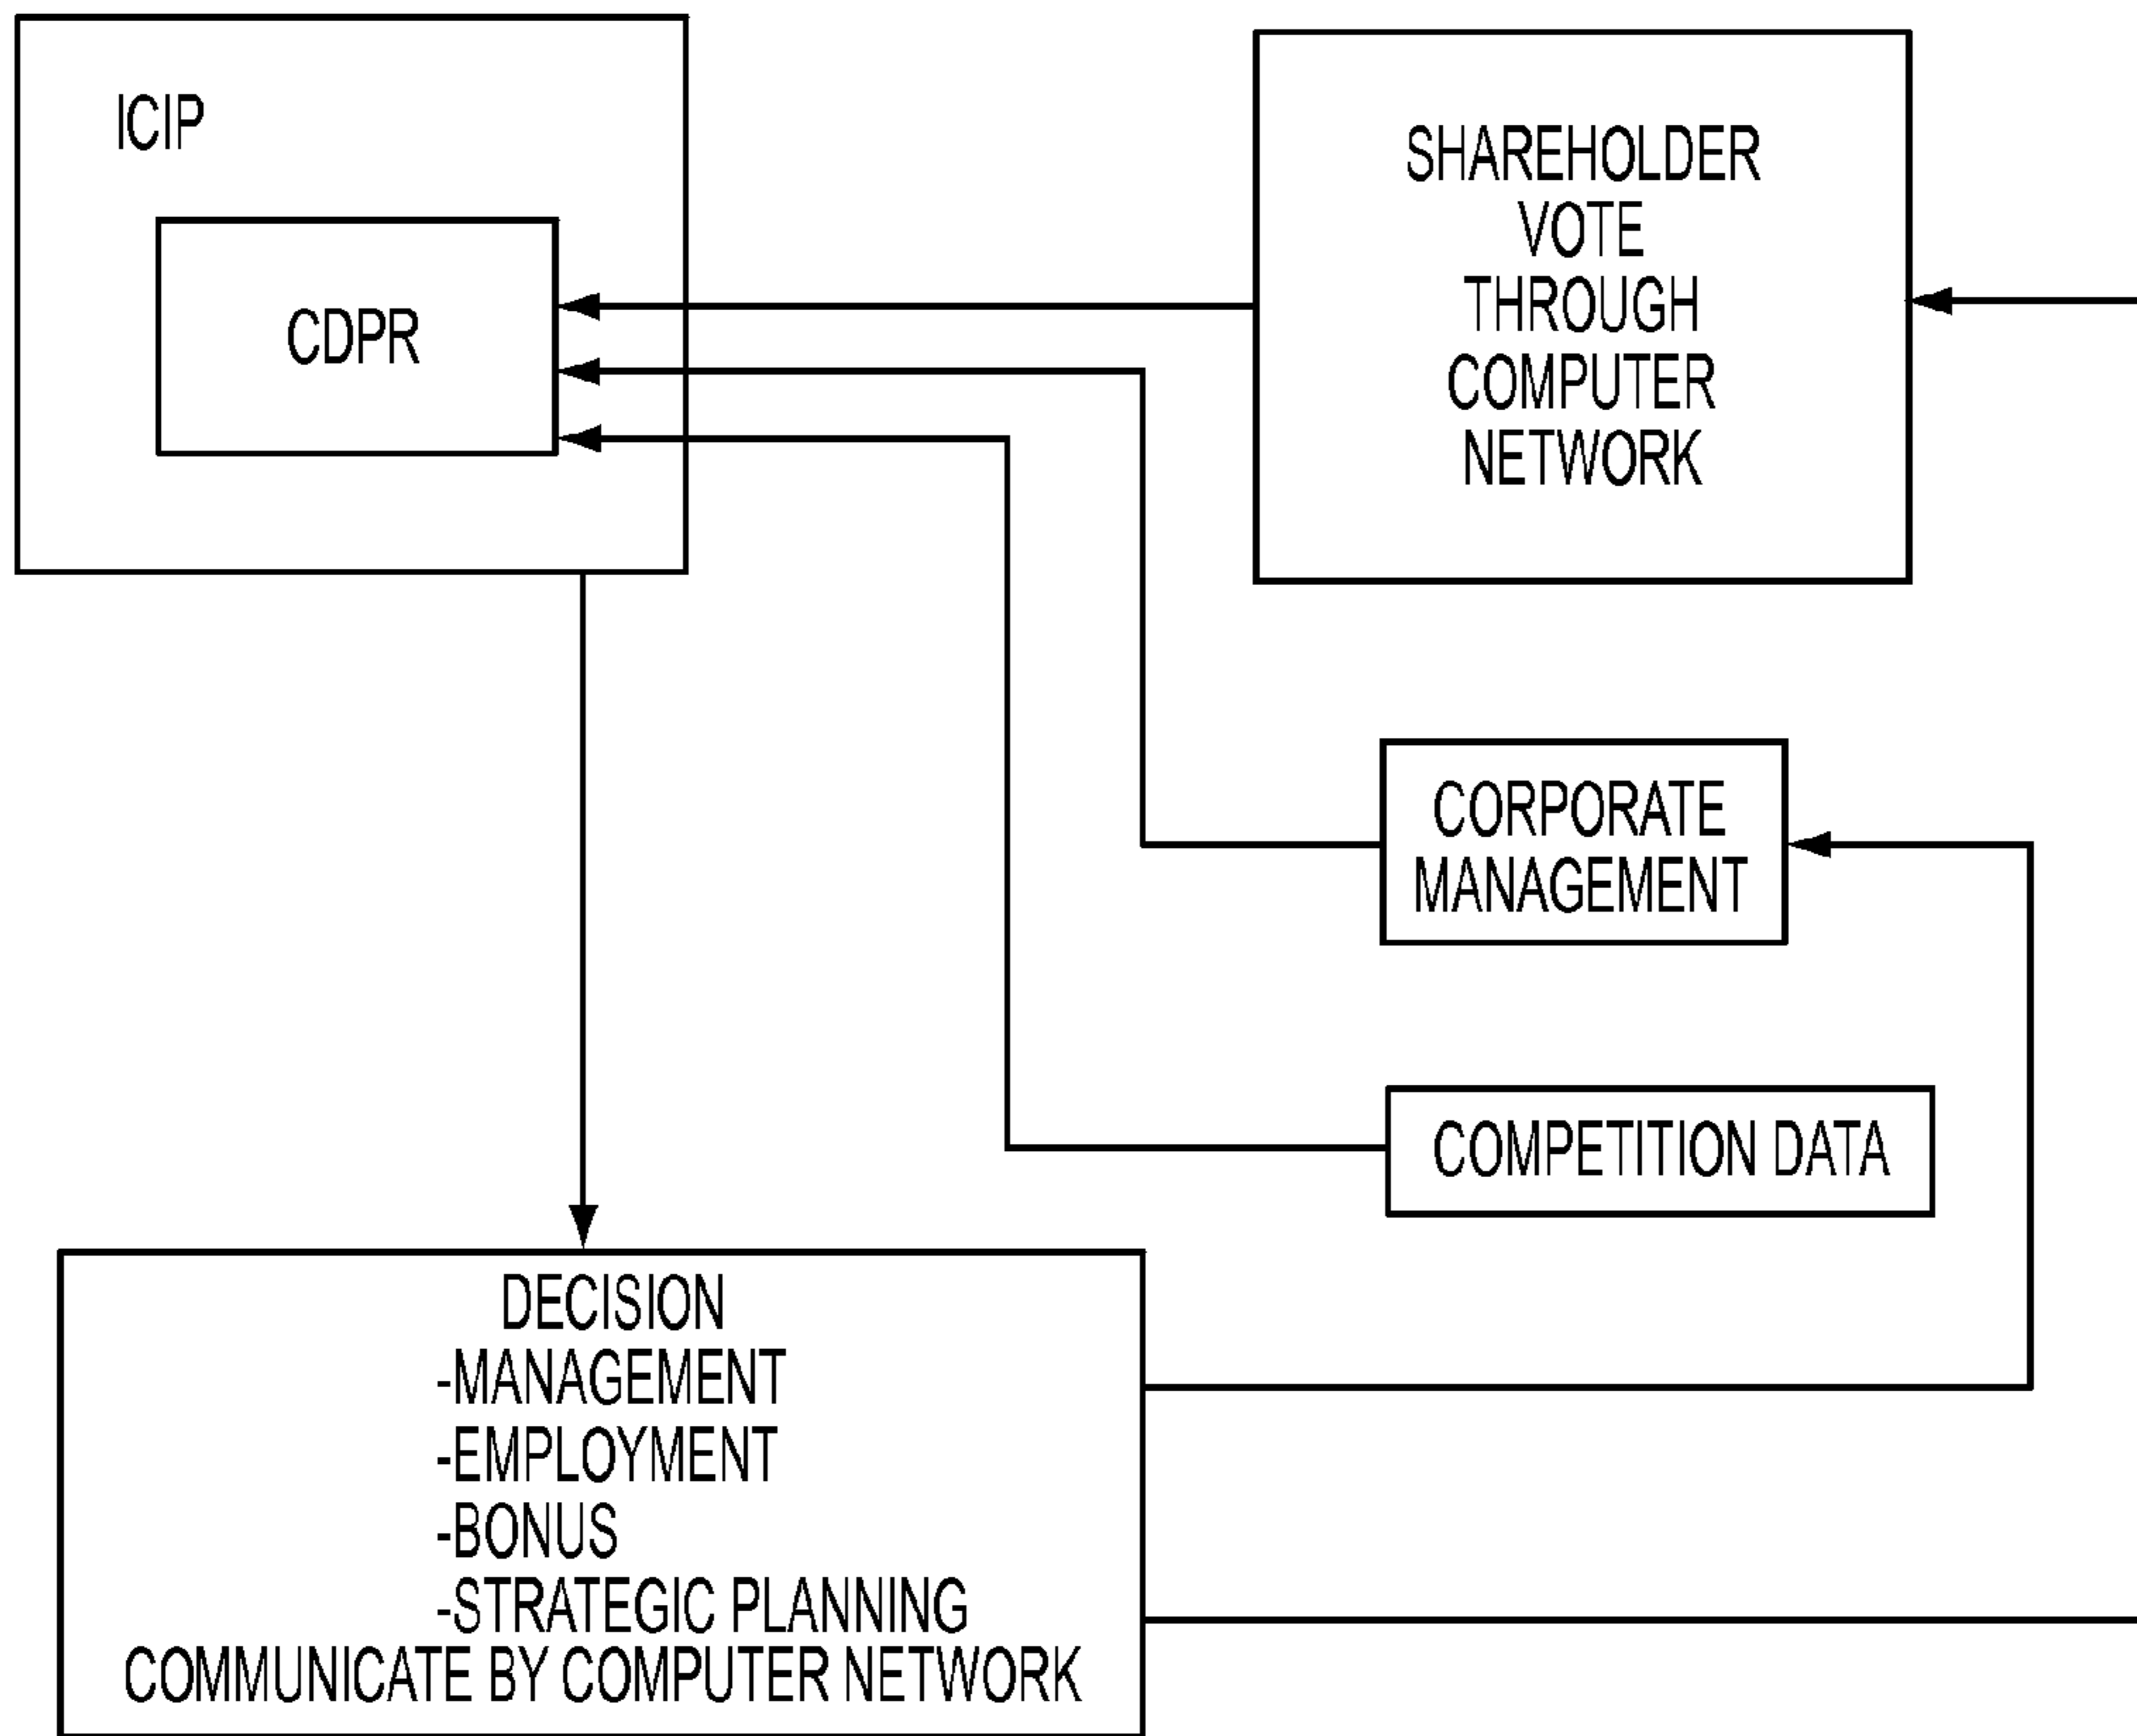 ICIP
CDPR
SHAREHOLDER
VOTE
THROUGH
COMPUTER
NETWORK
CORPORATE
MANAGEMENT
COMPETITION DATA
DECISION
-MANAGEMENT
-EMPLOYMENT
-BONUS
-STRATEGIC PLANNING
COMMUNICATE BY COMPUTER NETWORK